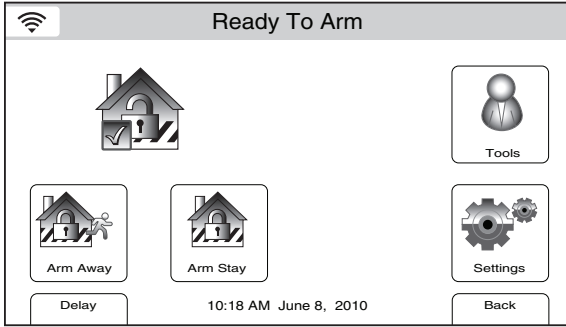 Ready To Arm
Tools
Arm Away
Arm Stay
Settings
Delay
10:18 AM June 8, 2010
Back